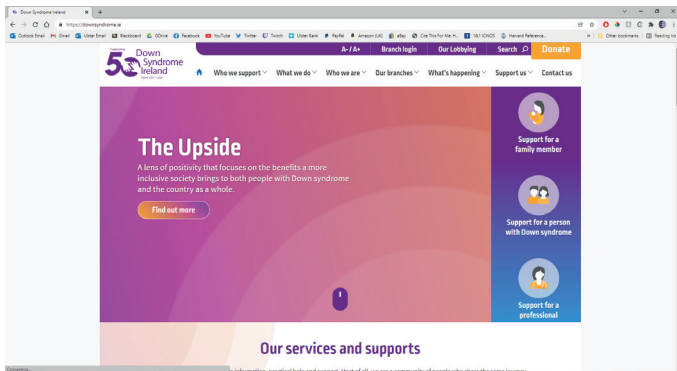 Down Syndrome Ireland
https://downsyndrome.ie
Outlook Email Gmail Ulster Email Blackboard GDrive Facebook YouTube Twitter Twitch Ulster Bank PayPal Amazon (UK) eBay Cite This For Me: H... 1&1 IONOS Harvard Reference... Other bookmarks Reading list
A- / A+ Branch login Our Lobbying Search Donate
Celebrating
50
Down
Syndrome
Ireland
Home Who we support What we do Who we are Our branches What's happening Support us Contact us
The Upside
A lens of positivity that focuses on the benefits a more
inclusive society brings to both people with Down syndrome
and the country as a whole.
Find out more
Support for a
family member
Support for a person
with Down syndrome
Support for a
professional
Our services and supports